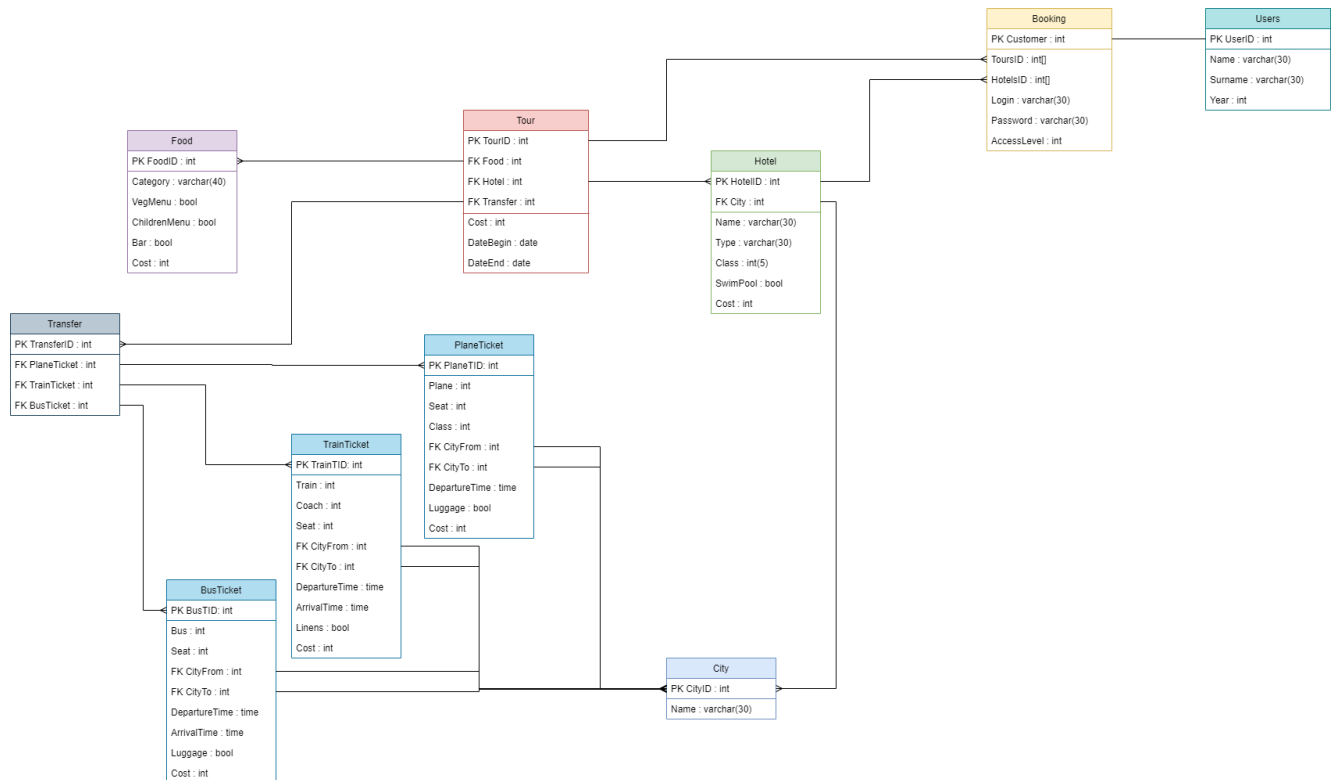 Booking
PK Customer : int
ToursID : int[]
HotelsID : int[]
Login : varchar(30)
Password : varchar(30)
AccessLevel : int
Users
PK UserID : int
Name : varchar(30)
Surname : varchar(30)
Year : int
Tour
PK TourID : int
FK Food : int
FK Hotel : int
FK Transfer : int
Cost : int
DateBegin : date
DateEnd : date
Food
PK FoodID : int
Category : varchar(40)
VegMenu : bool
ChildrenMenu : bool
Bar : bool
Cost : int
Hotel
PK HotelID : int
FK City : int
Name : varchar(30)
Type : varchar(30)
Class : int(5)
SwimPool : bool
Cost : int
Transfer
PK TransferID : int
FK PlaneTicket : int
FK TrainTicket : int
FK BusTicket : int
PlaneTicket
PK PlaneTID: int
Plane : int
Seat : int
Class : int
FK CityFrom : int
FK CityTo : int
DepartureTime : time
Luggage : bool
Cost : int
TrainTicket
PK TrainTID: int
Train : int
Coach : int
Seat : int
FK CityFrom : int
FK CityTo : int
DepartureTime : time
ArrivalTime : time
Linens : bool
Cost : int
BusTicket
PK BusTID: int
Bus : int
Seat : int
FK CityFrom : int
FK CityTo : int
DepartureTime : time
ArrivalTime : time
Luggage : bool
Cost : int
City
PK CityID : int
Name : varchar(30)